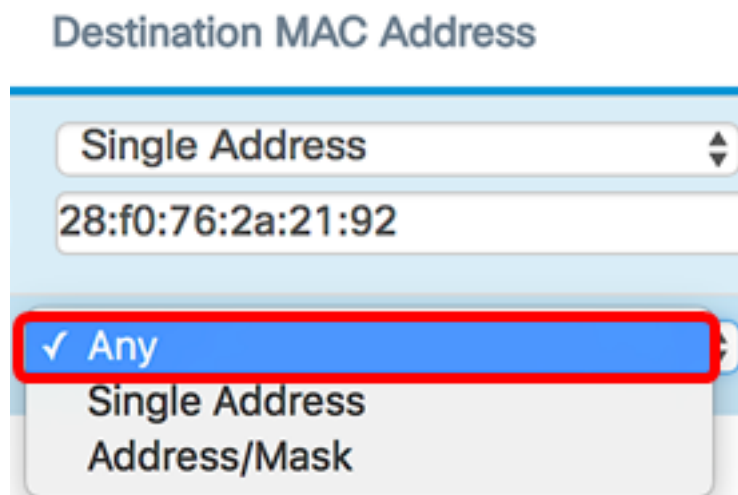 Destination MAC Address
Single Address
28:f0:76:2a:21:92
✓ Any
Single Address
Address/Mask